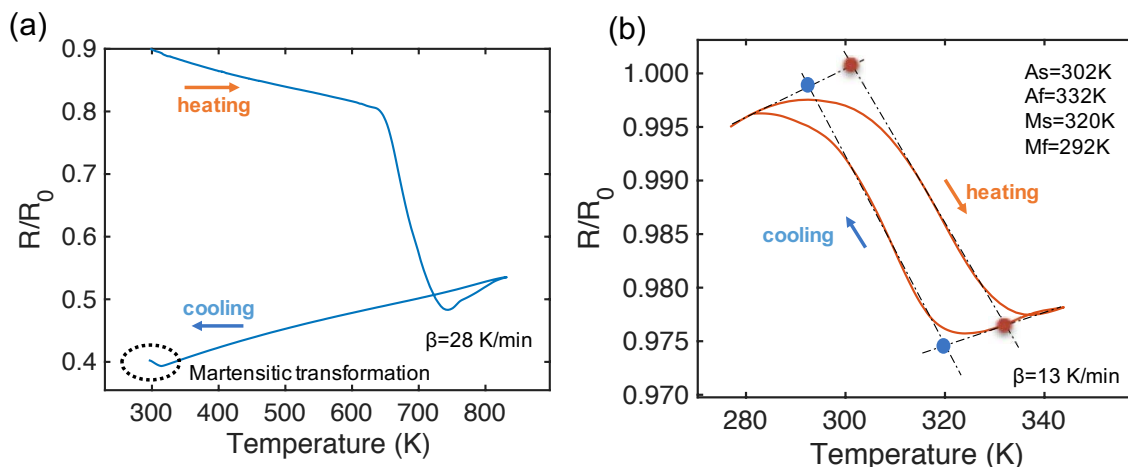 (a)
0.9
0.8
0.7
0.6
0.5
0.4
R/R0
heating
cooling
β=28 K/min
Martensitic transformation
300 400 500 600 700 800
Temperature (K)
(b)
1.000
0.995
0.990
0.985
0.980
0.975
0.970
R/R0
As=302K
Af=332K
Ms=320K
Mf=292K
heating
cooling
β=13 K/min
280 300 320 340
Temperature (K)